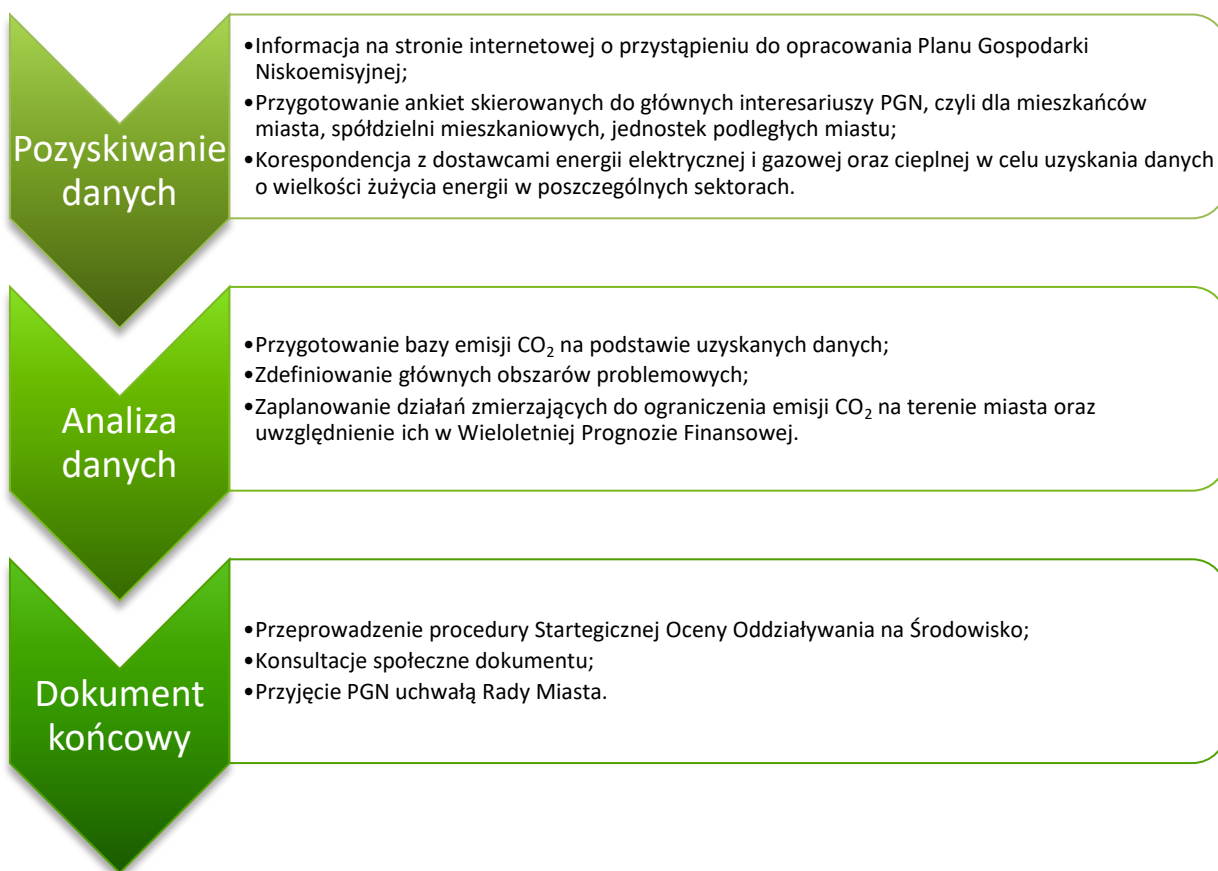 Pozyskiwanie
danych
•Informacja na stronie internetowej o przystąpieniu do opracowania Planu Gospodarki
Niskoemisyjnej;
•Przygotowanie ankiet skierowanych do głównych interesariuszy PGN, czyli dla mieszkańców
miasta, spółdzielni mieszkaniowych, jednostek podległych miastu;
•Korespondencja z dostawcami energii elektrycznej i gazowej oraz cieplnej w celu uzyskania danych
o wielkości żużycia energii w poszczególnych sektorach.
Analiza
danych
•Przygotowanie bazy emisji CO₂ na podstawie uzyskanych danych;
•Zdefiniowanie głównych obszarów problemowych;
•Zaplanowanie działań zmierzających do ograniczenia emisji CO₂ na terenie miasta oraz
uwzględnienie ich w Wieloletniej Prognozie Finansowej.
Dokument
końcowy
•Przeprowadzenie procedury Startegicznej Oceny Oddziaływania na Środowisko;
•Konsultacje społeczne dokumentu;
•Przyjęcie PGN uchwałą Rady Miasta.